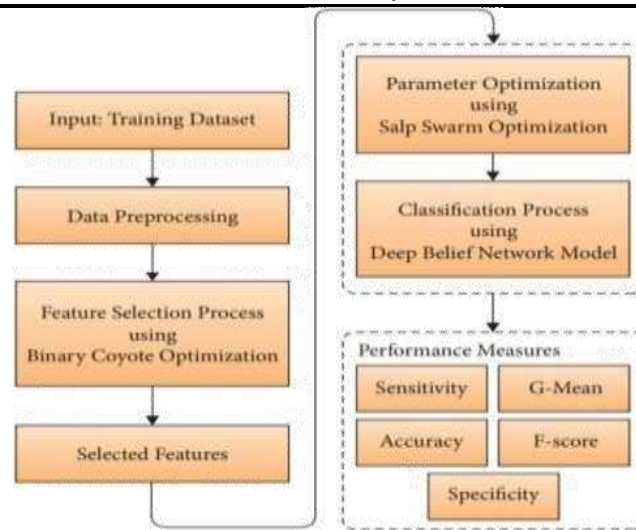 Input: Training Dataset
Data Preprocessing
Feature Selection Process
using
Binary Coyote Optimization
Selected Features
Parameter Optimization
using
Salp Swarm Optimization
Classification Process
using
Deep Belief Network Model
Performance Measures
Sensitivity
G-Mean
Accuracy
F-score
Specificity